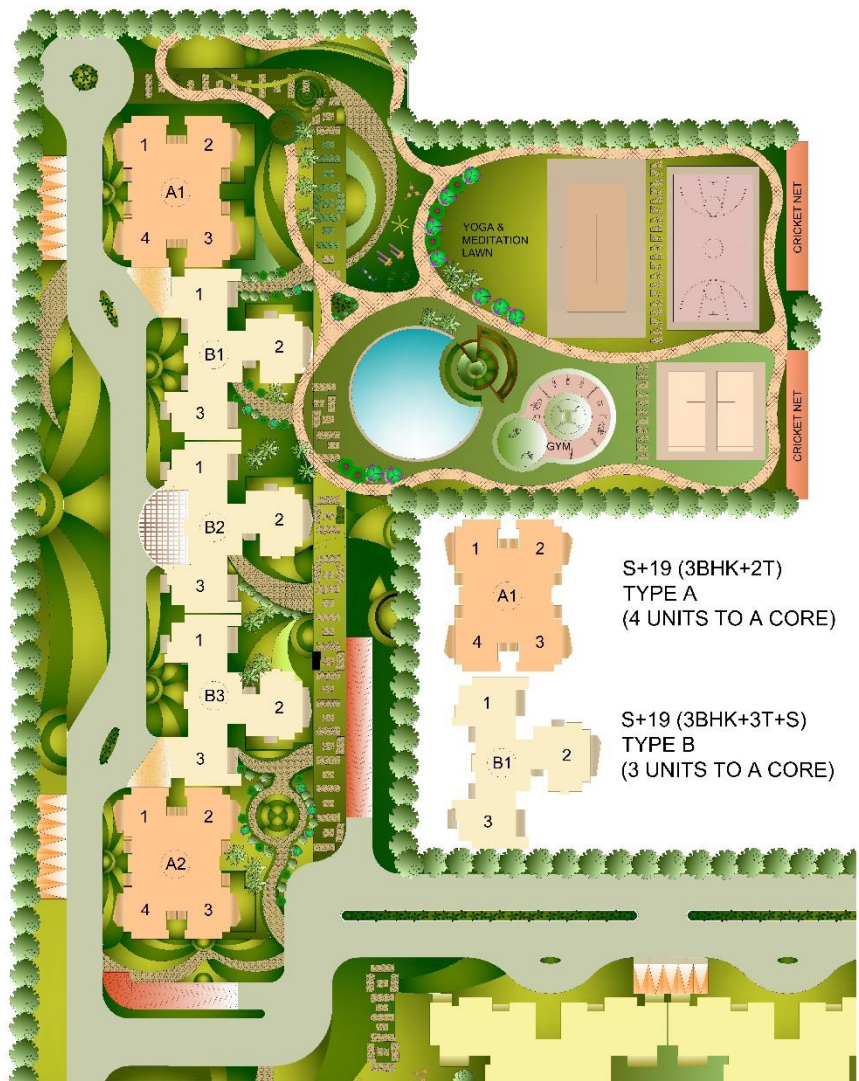 1
2
A1
4
3
1
B1
2
3
1
B2
2
3
1
B3
2
3
1
2
A2
4
3
YOGA &
MEDITATION
LAWN
CRICKET NET
GYM
CRICKET NET
1
2
A1
4
3
S+19 (3BHK+2T)
TYPE A
(4 UNITS TO A CORE)
1
B1
2
3
S+19 (3BHK+3T+S)
TYPE B
(3 UNITS TO A CORE)